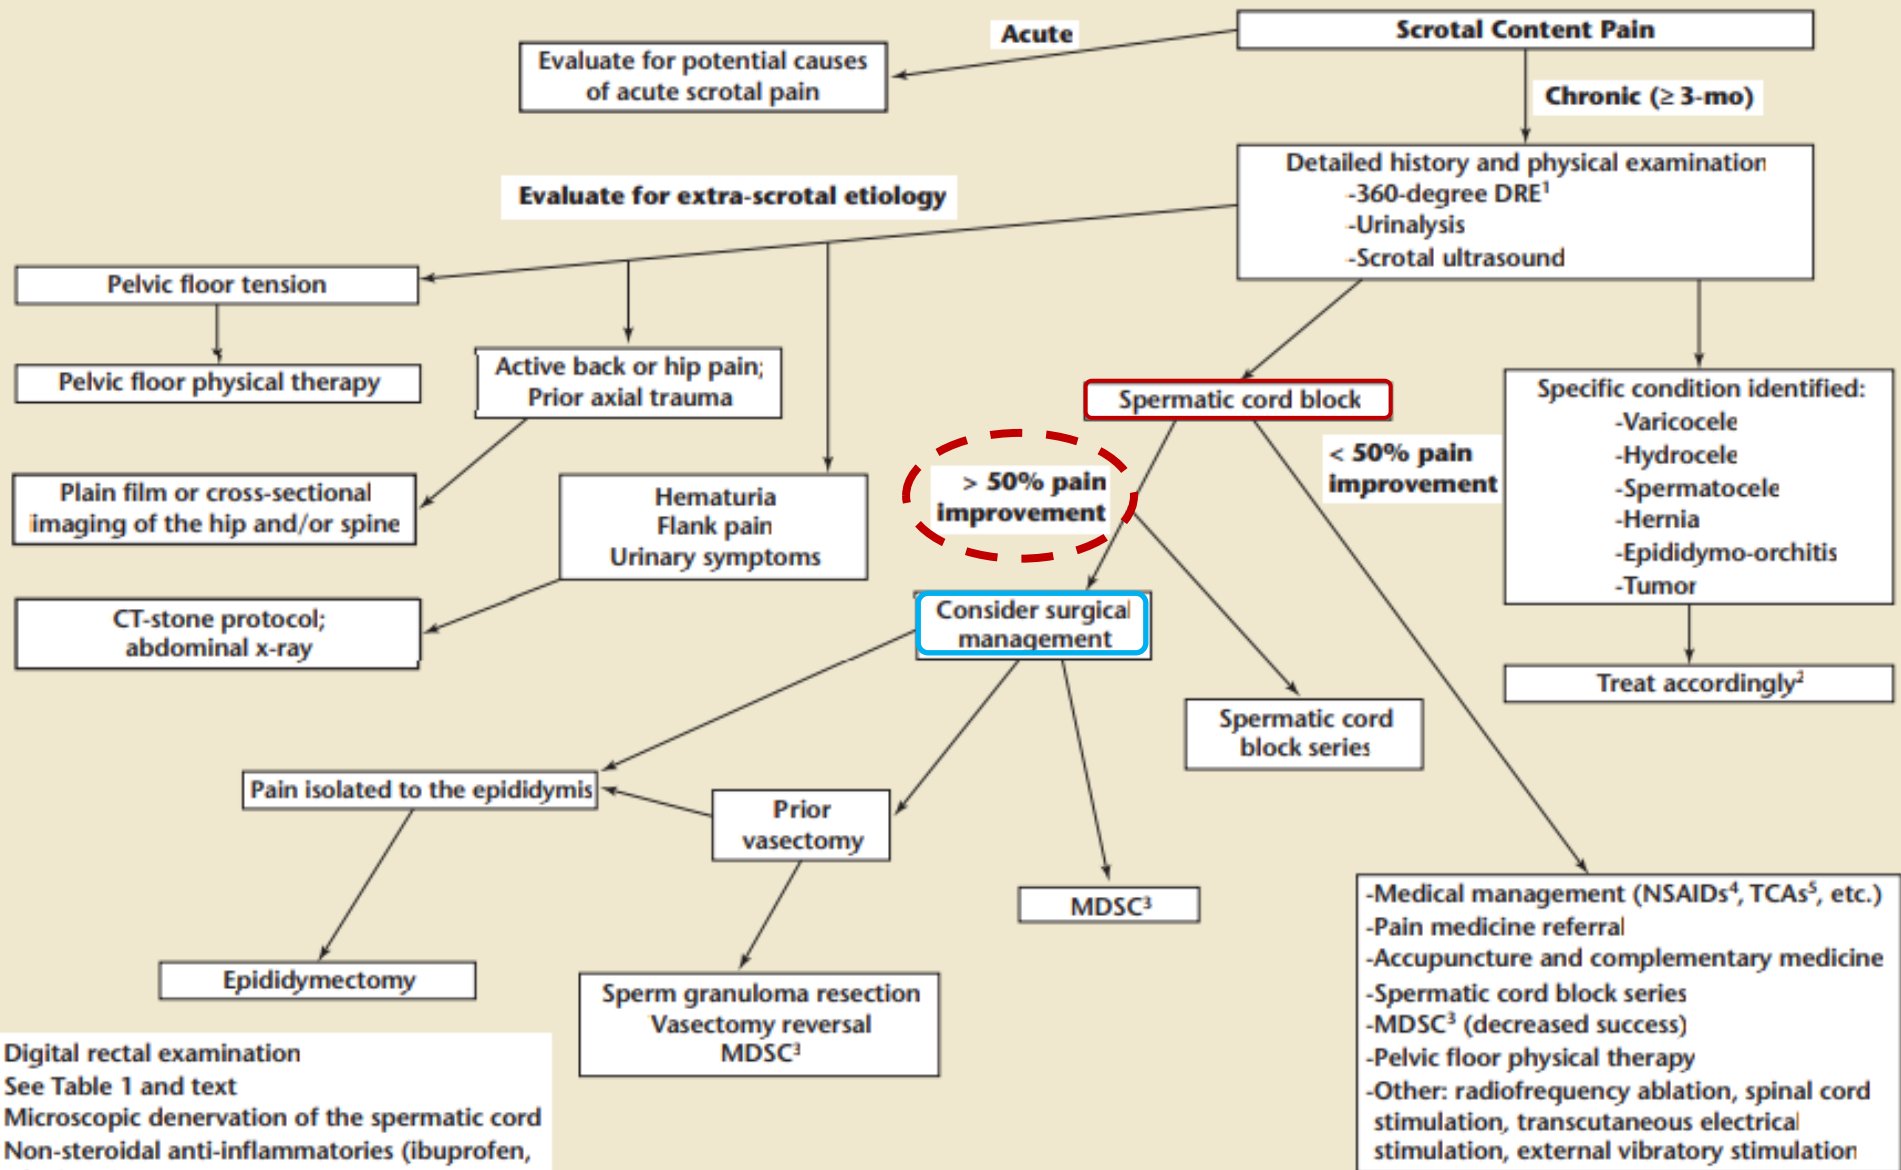 Scrotal Content Pain
Acute
Evaluate for potential causes
of acute scrotal pain
Chronic (≥ 3-mo)
Detailed history and physical examination
-360-degree DRE¹
-Urinalysis
-Scrotal ultrasound
Evaluate for extra-scrotal etiology
Pelvic floor tension
Pelvic floor physical therapy
Active back or hip pain;
Prior axial trauma
Plain film or cross-sectional
imaging of the hip and/or spine
Hematuria
Flank pain
Urinary symptoms
CT-stone protocol;
abdominal x-ray
Spermatic cord block
Specific condition identified:
-Varicocele
-Hydrocele
-Spermatocele
-Hernia
-Epididymo-orchitis
-Tumor
Treat accordingly²
> 50% pain
improvement
< 50% pain
improvement
Consider surgical
management
Spermatic cord
block series
Pain isolated to the epididymis
Prior
vasectomy
MDSC³
Epididymectomy
Sperm granuloma resection
Vasectomy reversal
MDSC³
-Medical management (NSAIDs⁴, TCAs⁵, etc.)
-Pain medicine referral
-Accupuncture and complementary medicine
-Spermatic cord block series
-MDSC³ (decreased success)
-Pelvic floor physical therapy
-Other: radiofrequency ablation, spinal cord
stimulation, transcutaneous electrical
stimulation, external vibratory stimulation
Digital rectal examination
See Table 1 and text
Microscopic denervation of the spermatic cord
Non-steroidal anti-inflammatories (ibuprofen,